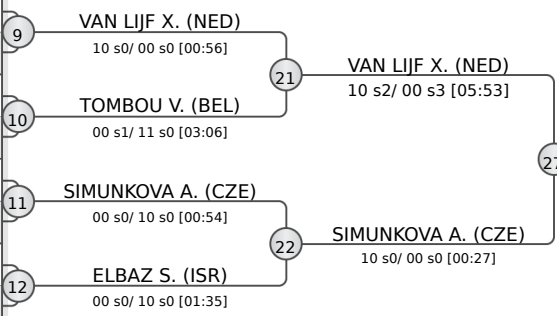 VAN LIJF X. (NED)
9
10 s0/ 00 s0 [00:56]
21
VAN LIJF X. (NED)
10 s2/ 00 s3 [05:53]
TOMBOU V. (BEL)
10
00 s1/ 11 s0 [03:06]
27
SIMUNKOVA A. (CZE)
11
00 s0/ 10 s0 [00:54]
22
SIMUNKOVA A. (CZE)
10 s0/ 00 s0 [00:27]
ELBAZ S. (ISR)
12
00 s0/ 10 s0 [01:35]